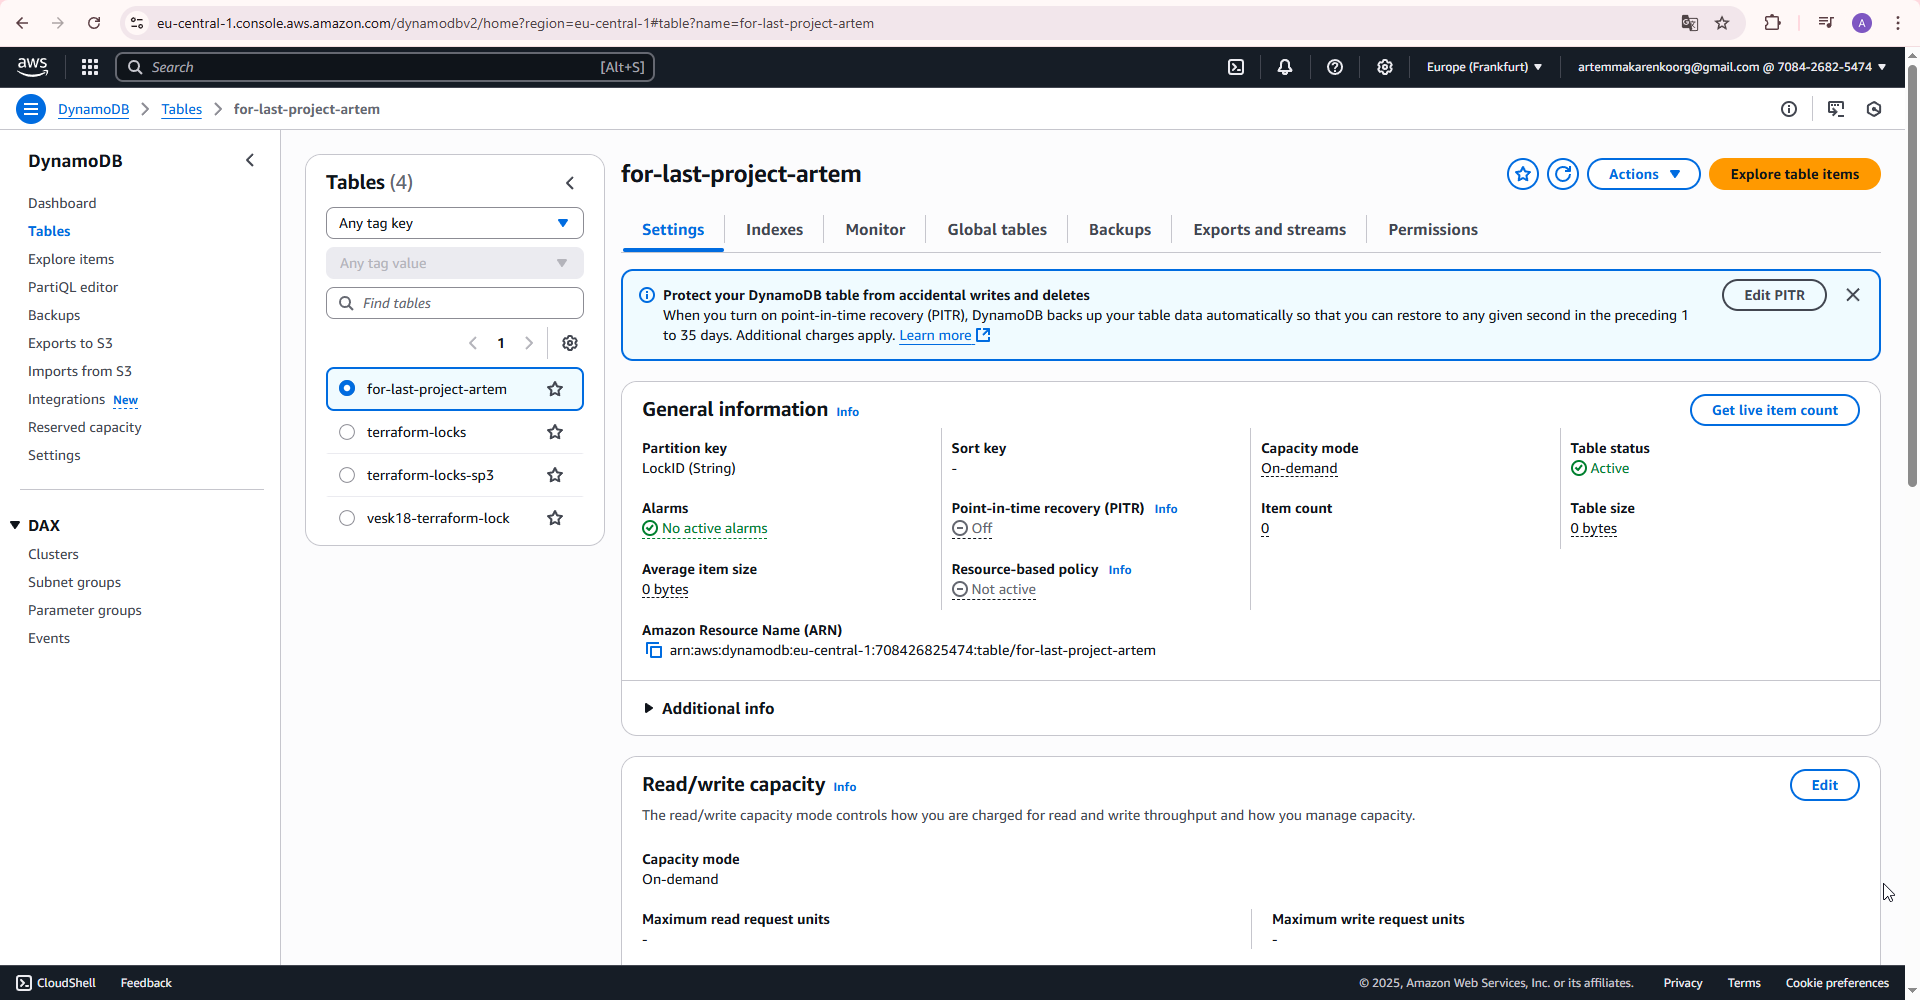 eu-central-1.console.aws.amazon.com/dynamodbv2/home?region=eu-central-1#table?name=for-last-project-artem
A
aws
Search
[Alt+S]
Europe (Frankfurt)
artemmakarenkoorg@gmail.com @ 7084-2682-5474
DynamoDB
Tables
for-last-project-artem
DynamoDB
Dashboard
Tables
Explore items
PartiQL editor
Backups
Exports to S3
Imports from S3
Integrations New
Reserved capacity
Settings
DAX
Clusters
Subnet groups
Parameter groups
Events
Tables (4)
Any tag key
Any tag value
Find tables
1
for-last-project-artem
terraform-locks
terraform-locks-sp3
vesk18-terraform-lock
for-last-project-artem
Actions
Explore table items
Settings
Indexes
Monitor
Global tables
Backups
Exports and streams
Permissions
Protect your DynamoDB table from accidental writes and deletes
When you turn on point-in-time recovery (PITR), DynamoDB backs up your table data automatically so that you can restore to any given second in the preceding 1
to 35 days. Additional charges apply. Learn more
Edit PITR
General information Info
Get live item count
Partition key
LockID (String)
Sort key
-
Capacity mode
On-demand
Table status
Active
Alarms
No active alarms
Point-in-time recovery (PITR) Info
Off
Item count
0
Table size
0 bytes
Average item size
0 bytes
Resource-based policy Info
Not active
Amazon Resource Name (ARN)
arn:aws:dynamodb:eu-central-1:708426825474:table/for-last-project-artem
Additional info
Read/write capacity Info
Edit
The read/write capacity mode controls how you are charged for read and write throughput and how you manage capacity.
Capacity mode
On-demand
Maximum read request units
-
Maximum write request units
-
CloudShell
Feedback
© 2025, Amazon Web Services, Inc. or its affiliates.
Privacy
Terms
Cookie preferences